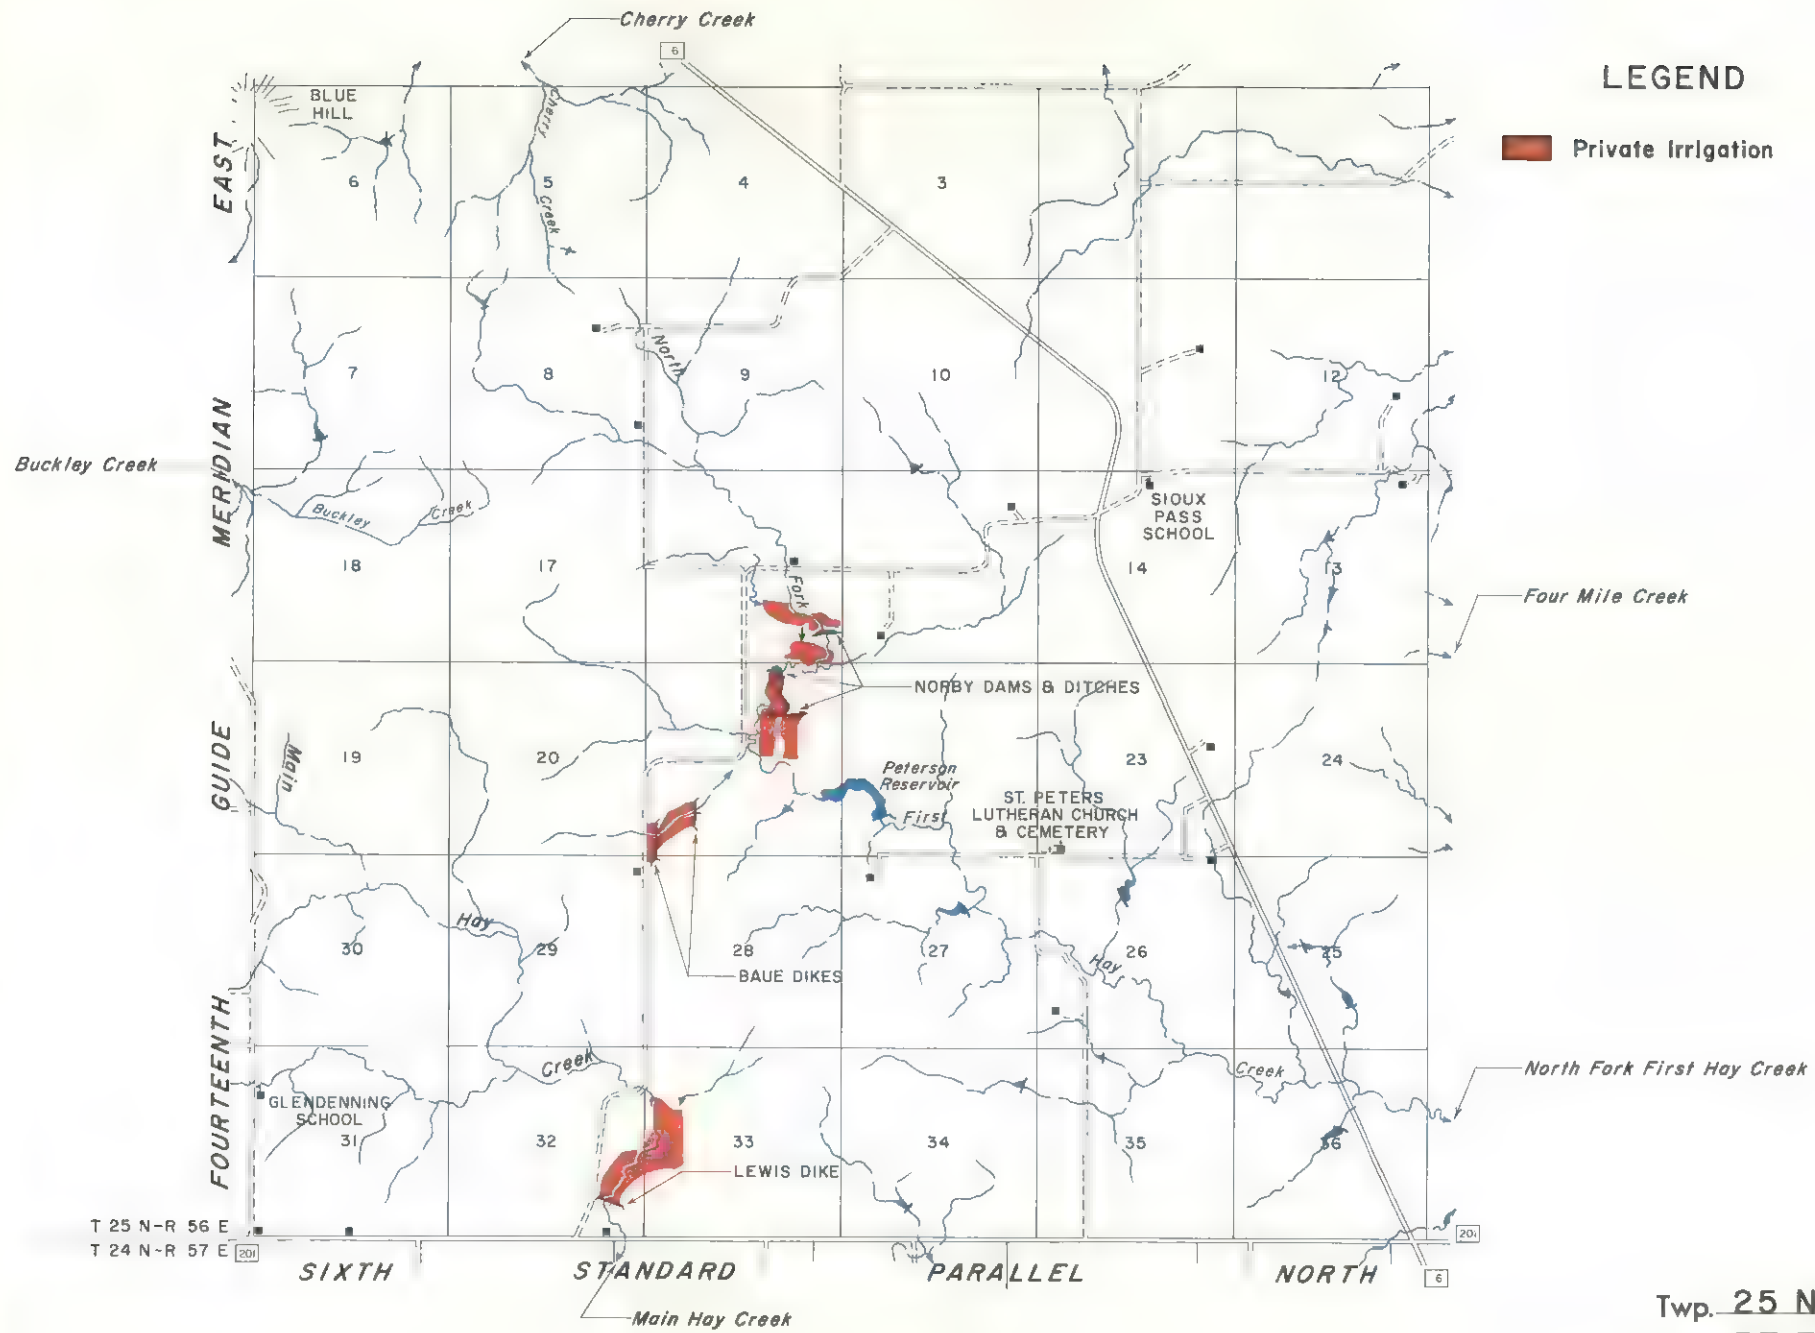 Cherry Creek
6
LEGEND
Private Irrigation
BLUE
HILL
Cherry
Creek
EAST
6
5
4
3
7
8
North
9
10
12
MERIDIAN
Buckley Creek
Buckley
Creek
SIOUX
PASS
SCHOOL
18
17
Fork
14
13
Four Mile Creek
NORBY DAMS & DITCHES
GUIDE
Main
19
20
Peterson
Reservoir
First
23
24
ST. PETERS
LUTHERAN CHURCH
& CEMETERY
Hay
30
29
28
27
Hay
26
25
BAUE DIKES
FOURTEENTH
Creek
Creek
North Fork First Hay Creek
GLENDENNING
SCHOOL
31
32
33
34
35
36
LEWIS DIKE
T 25 N-R 56 E
T 24 N-R 57 E
201
201
SIXTH STANDARD PARALLEL NORTH
6
Main Hay Creek
Twp. 25 N